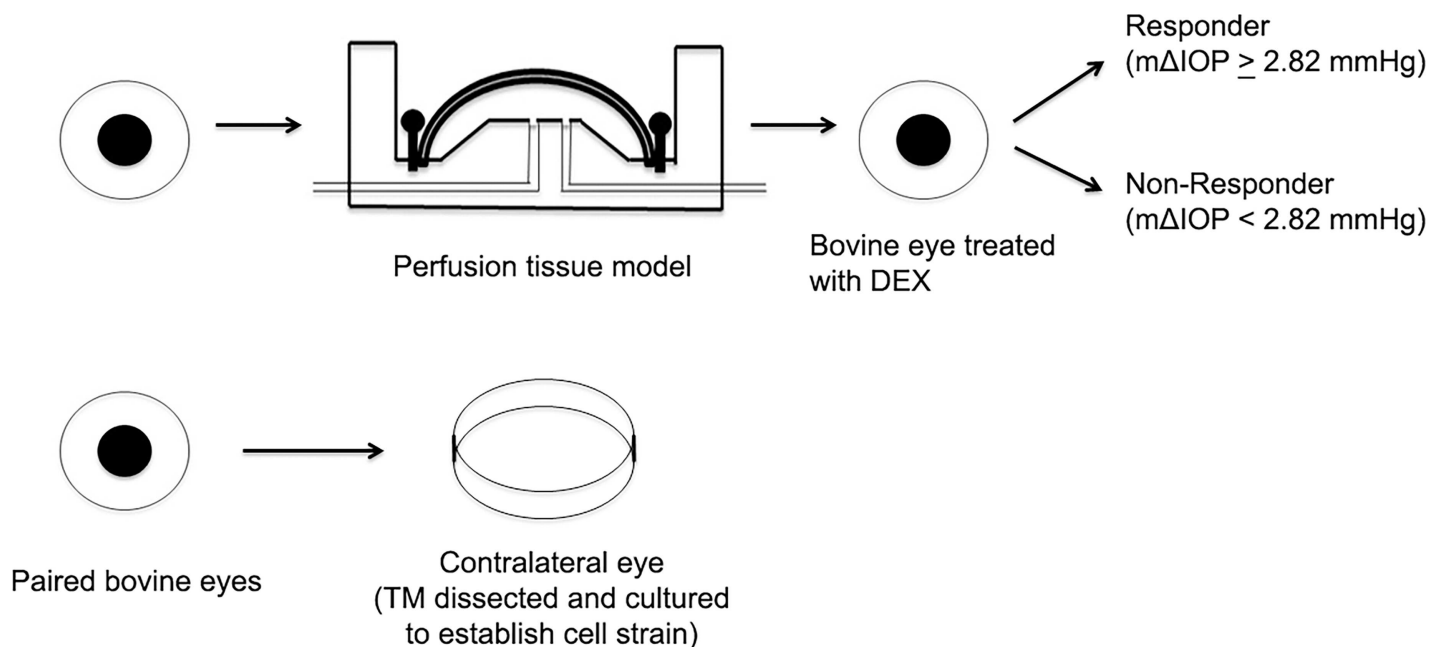 Responder
(mΔIOP ≥ 2.82 mmHg)
Non-Responder
(mΔIOP < 2.82 mmHg)
Perfusion tissue model
Bovine eye treated
with DEX
Paired bovine eyes
Contralateral eye
(TM dissected and cultured
to establish cell strain)